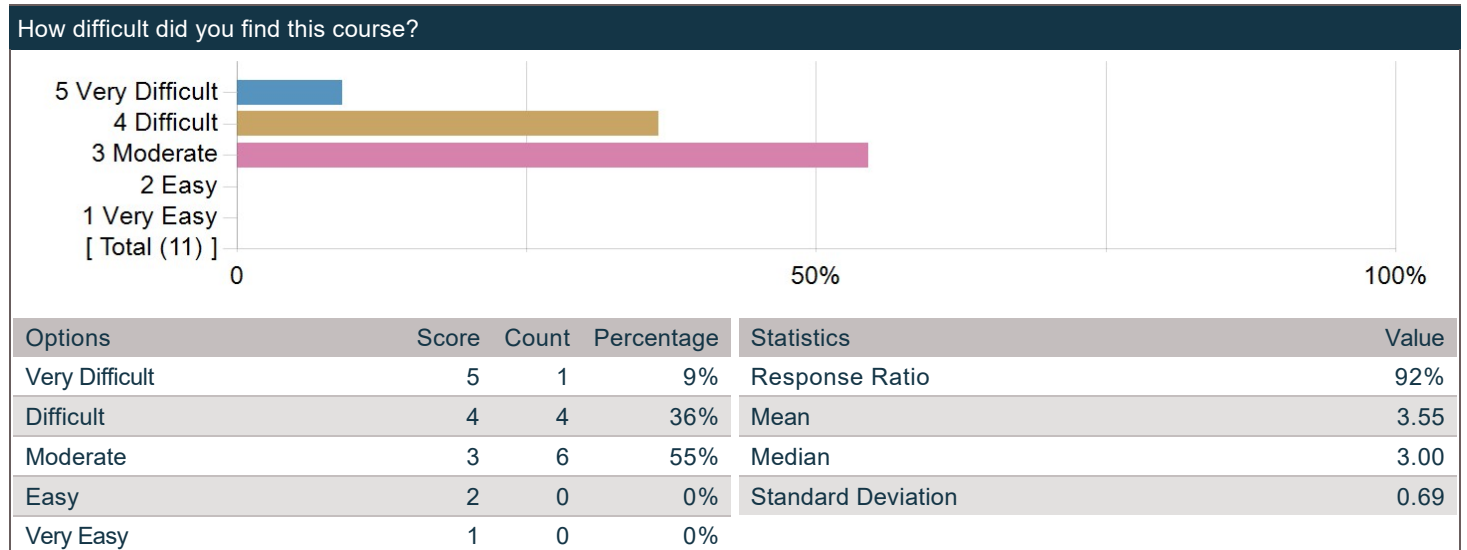 How difficult did you find this course?
5 Very Difficult
4 Difficult
3 Moderate
2 Easy
1 Very Easy
[ Total (11) ]
0 50% 100%
Options Score Count Percentage
Very Difficult 5 1 9%
Difficult 4 4 36%
Moderate 3 6 55%
Easy 2 0 0%
Very Easy 1 0 0%
Statistics Value
Response Ratio 92%
Mean 3.55
Median 3.00
Standard Deviation 0.69